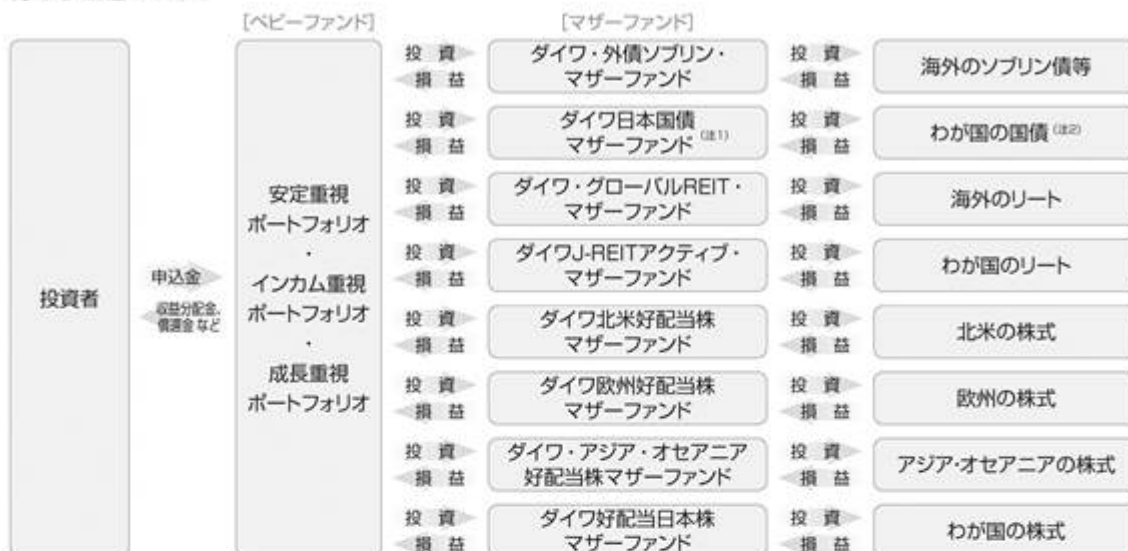 [ベビーファンド]
[マザーファンド]
投資者
申込金
収益分配金、
償還金 など
安定重視
ポートフォリオ
・
インカム重視
ポートフォリオ
・
成長重視
ポートフォリオ
投 資
損 益
ダイワ・外債ソブリン・
マザーファンド
投 資
損 益
海外のソブリン債等
投 資
損 益
ダイワ日本国債
マザーファンド (注1)
投 資
損 益
わが国の国債 (注2)
投 資
損 益
ダイワ・グローバルREIT・
マザーファンド
投 資
損 益
海外のリート
投 資
損 益
ダイワJ-REITアクティブ・
マザーファンド
投 資
損 益
わが国のリート
投 資
損 益
ダイワ北米好配当株
マザーファンド
投 資
損 益
北米の株式
投 資
損 益
ダイワ欧州好配当株
マザーファンド
投 資
損 益
欧州の株式
投 資
損 益
ダイワ・アジア・オセアニア
好配当株マザーファンド
投 資
損 益
アジア・オセアニアの株式
投 資
損 益
ダイワ好配当日本株
マザーファンド
投 資
損 益
わが国の株式